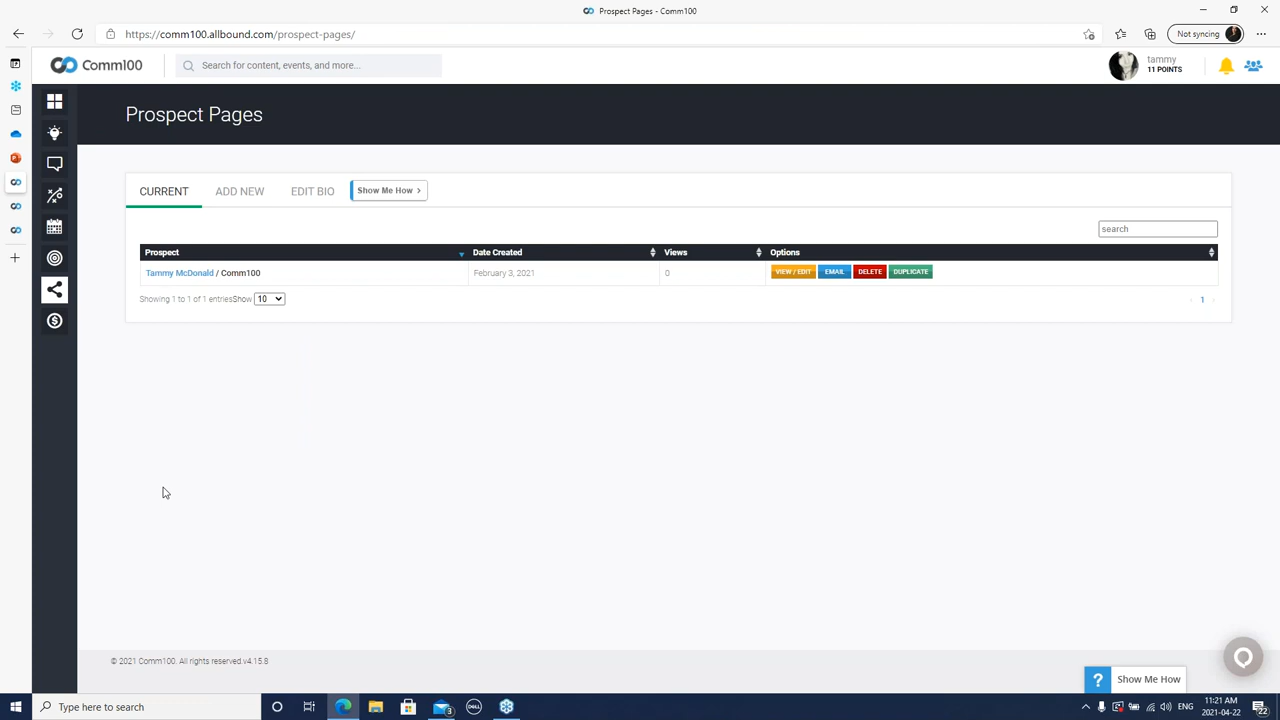 Prospect Pages - Comm100
https://comm100.allbound.com/prospect-pages/
Not syncing
Comm100
Search for content, events, and more...
tammy
11 POINTS
Prospect Pages
CURRENT ADD NEW EDIT BIO Show Me How >
search
Prospect Date Created Views Options
Tammy McDonald / Comm100 February 3, 2021 0 VIEW / EDIT EMAIL DELETE DUPLICATE
Showing 1 to 1 of 1 entriesShow 10
‹ 1 ›
© 2021 Comm100. All rights reserved.v4.15.8
? Show Me How
Type here to search
3
DELL
ENG
11:21 AM
2021-04-22
22